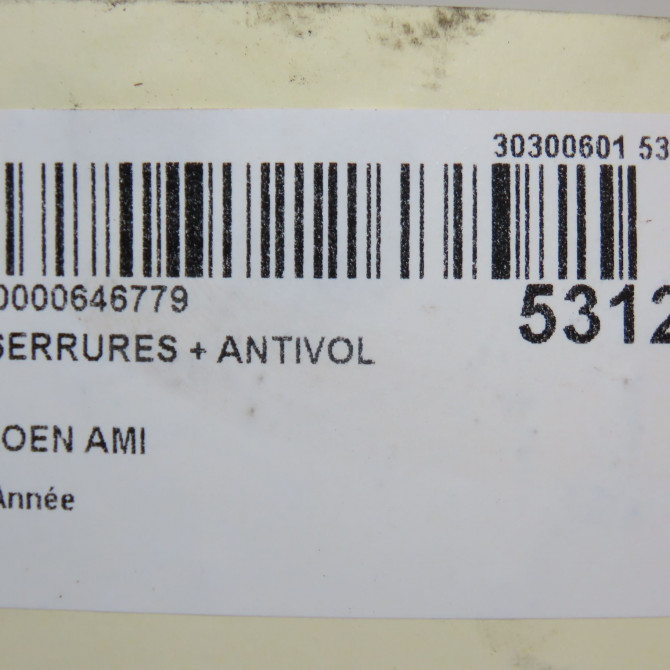 30300601 53
0000646779
5312
SERRURES + ANTIVOL
OEN AMI
Année